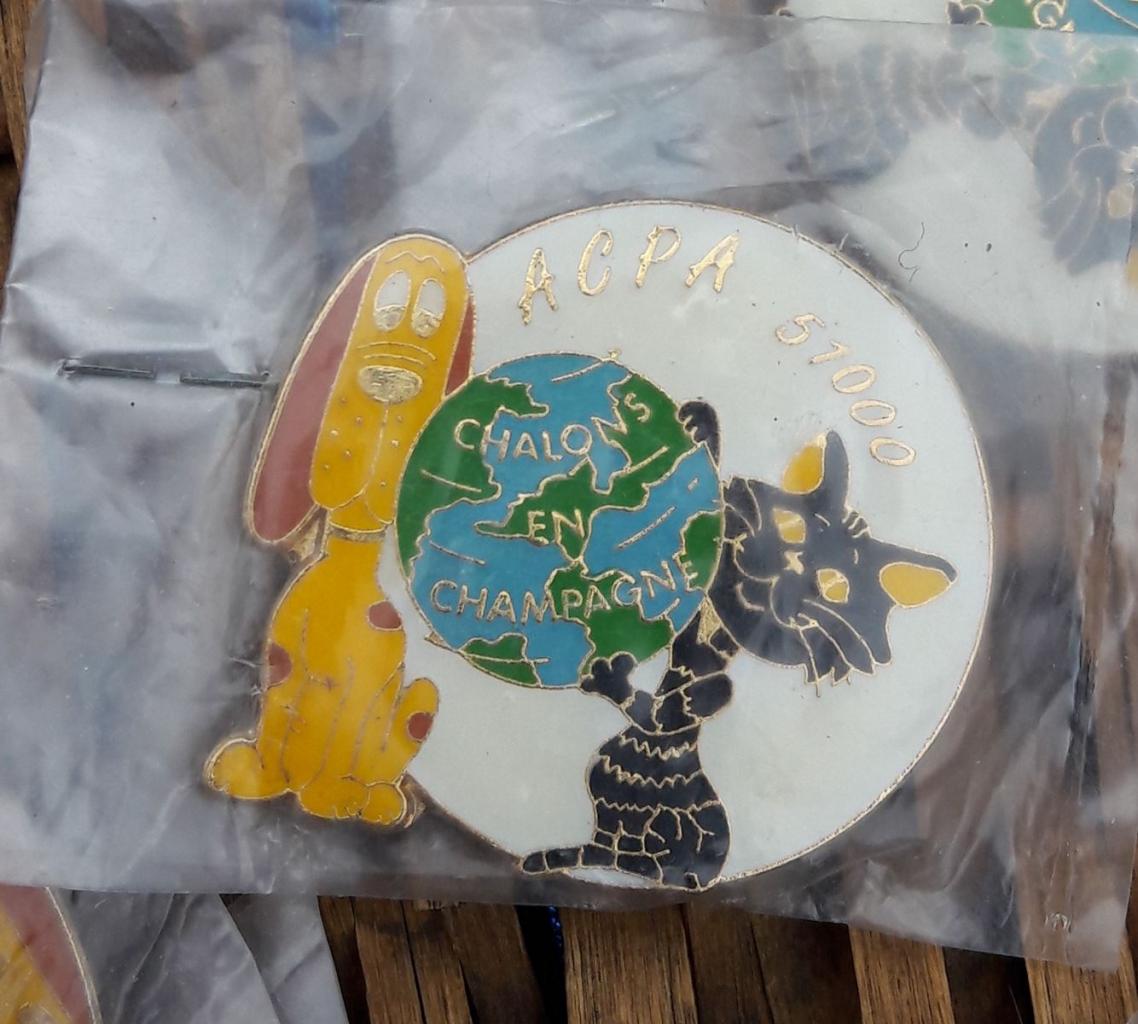 ACPA 51000
CHALONS
EN
CHAMPAGNE